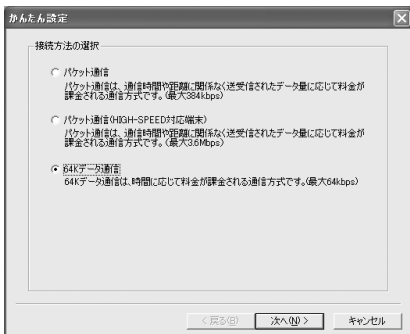 かんたん設定
接続方法の選択
パケット通信
パケット通信は、通信時間や距離に関係なく送受信されたデータ量に応じて料金が
課金される通信方式です。(最大384kbps)
パケット通信(HIGH-SPEED対応端末)
パケット通信は、通信時間や距離に関係なく送受信されたデータ量に応じて料金が
課金される通信方式です。(最大3.6Mbps)
64Kデータ通信
64Kデータ通信は、時間に応じて料金が課金される通信方式です。(最大64kbps)
< 戻る(B) 次へ(N) > キャンセル